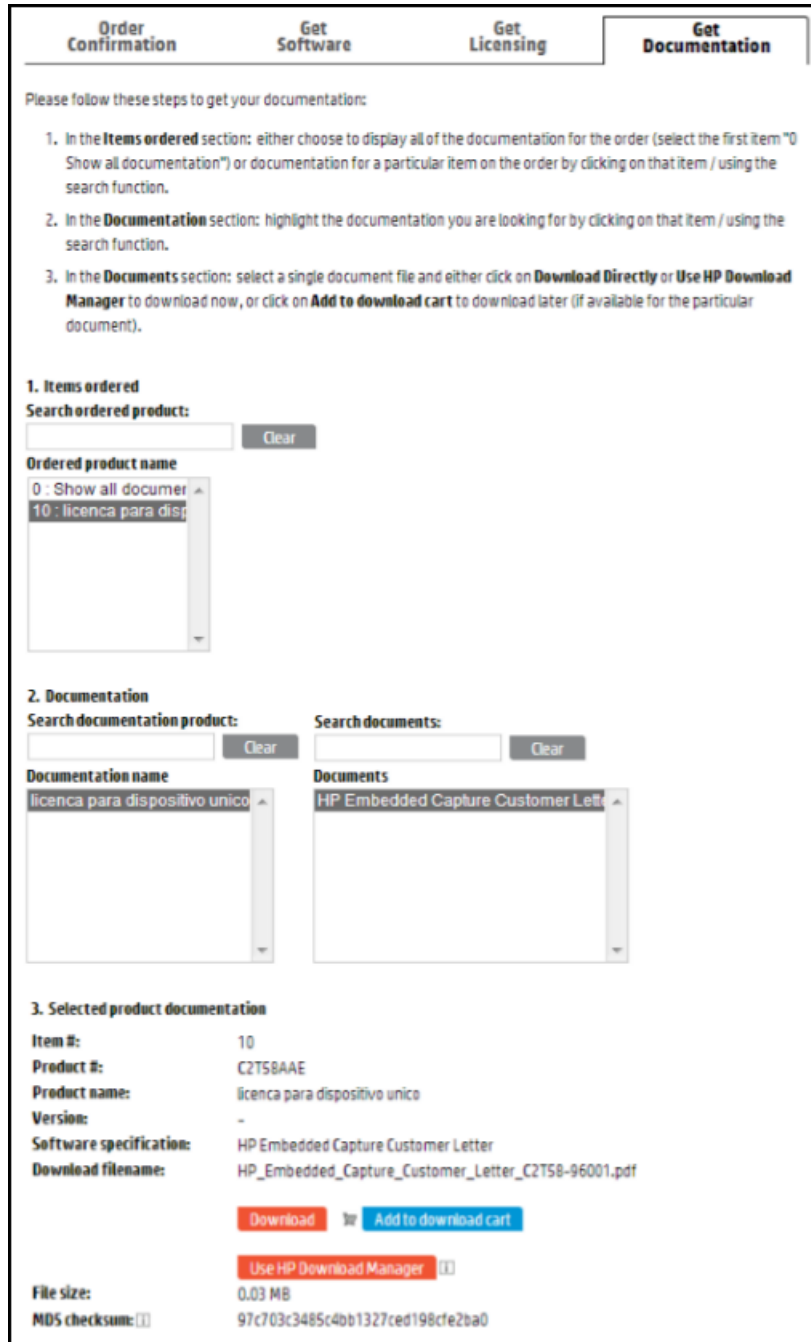 Order Confirmation
Get Software
Get Licensing
Get Documentation
Please follow these steps to get your documentation:
1. In the Items ordered section: either choose to display all of the documentation for the order (select the first item "0
Show all documentation") or documentation for a particular item on the order by clicking on that item / using the
search function.
2. In the Documentation section: highlight the documentation you are looking for by clicking on that item / using the
search function.
3. In the Documents section: select a single document file and either click on Download Directly or Use HP Download
Manager to download now, or click on Add to download cart to download later (if available for the particular
document).
1. Items ordered
Search ordered product:
Clear
Ordered product name
0 : Show all documer
10 : licenca para disp
2. Documentation
Search documentation product: Search documents:
Clear Clear
Documentation name Documents
licenca para dispositivo unico HP Embedded Capture Customer Lette
3. Selected product documentation
Item #: 10
Product #: C2T58AAE
Product name: licenca para dispositivo unico
Version: -
Software specification: HP Embedded Capture Customer Letter
Download filename: HP_Embedded_Capture_Customer_Letter_C2T58-96001.pdf
Download Add to download cart
Use HP Download Manager
File size: 0.03 MB
MD5 checksum: 97c703c3485c4bb1327ced198cfe2ba0